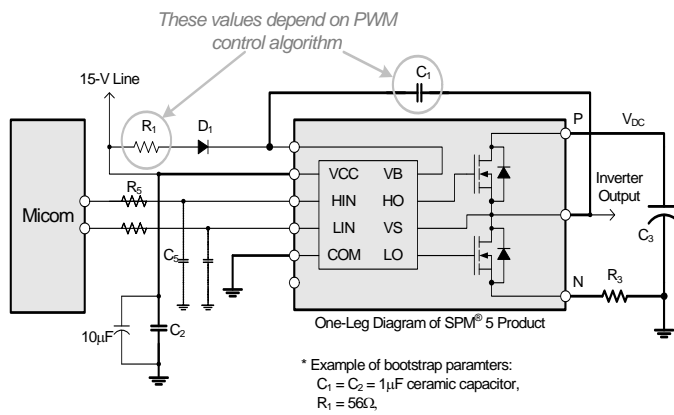 These values depend on PWM
control algorithm
15-V Line
C1
R1
D1
P
VDC
VCC
VB
R5
HIN
HO
Inverter
Output
Micom
LIN
VS
C3
C5
COM
LO
R3
N
10μF
C2
One-Leg Diagram of SPM® 5 Product
* Example of bootstrap paramters:
C1 = C2 = 1μF ceramic capacitor,
R1 = 56Ω,